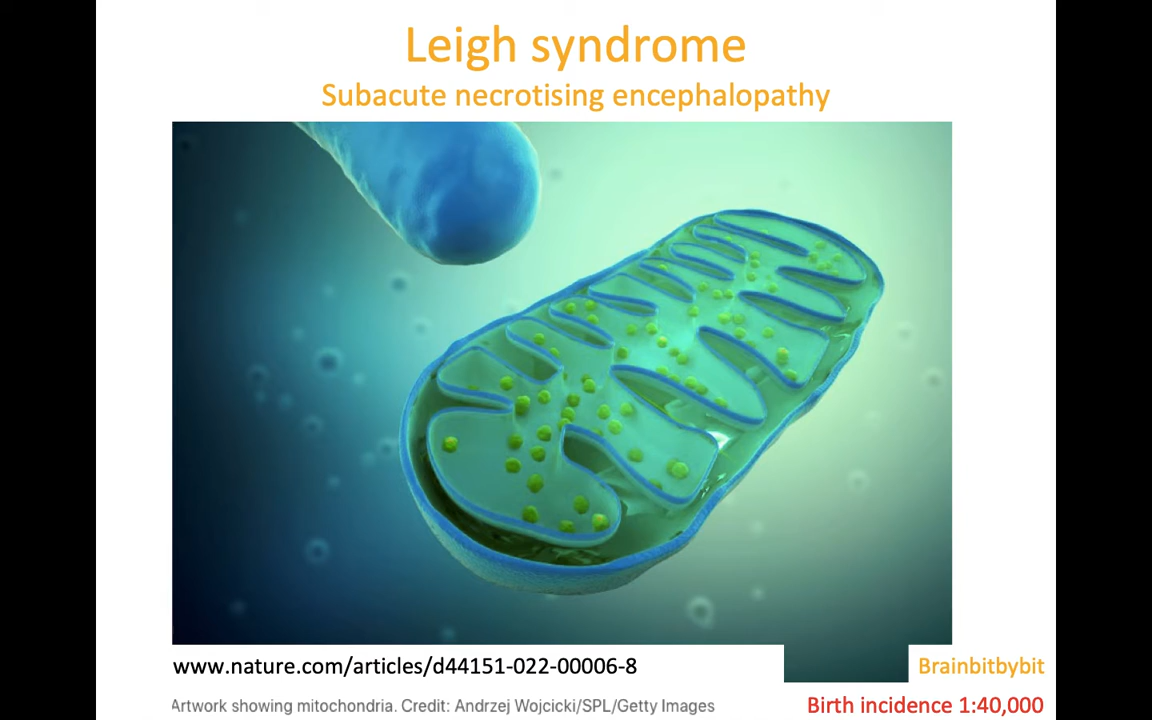 Leigh syndrome
Subacute necrotising encephalopathy
www.nature.com/articles/d44151-022-00006-8
Brainbitbybit
Artwork showing mitochondria. Credit: Andrzej Wojcicki/SPL/Getty Images
Birth incidence 1:40,000